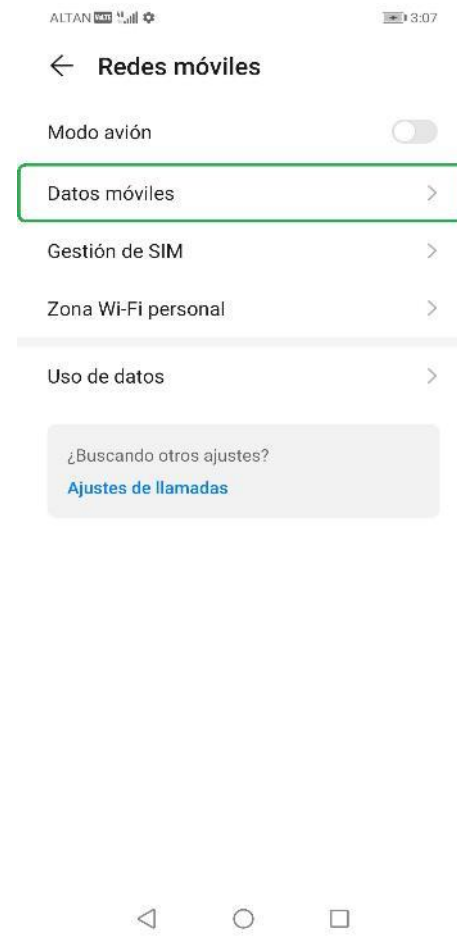 ALTAN VoLTE 3:07
Redes móviles
Modo avión
Datos móviles
Gestión de SIM
Zona Wi-Fi personal
Uso de datos
¿Buscando otros ajustes?
Ajustes de llamadas